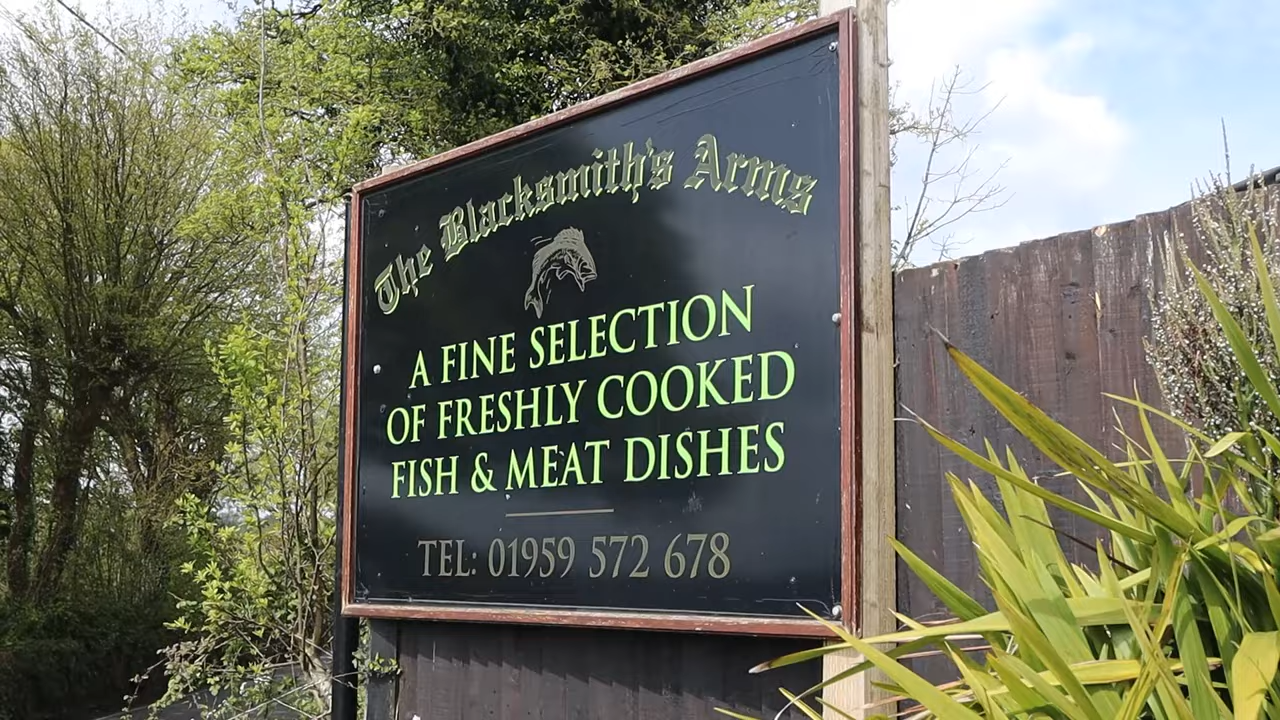 The Blacksmith's Arms
A FINE SELECTION
OF FRESHLY COOKED
FISH & MEAT DISHES
TEL: 01959 572 678